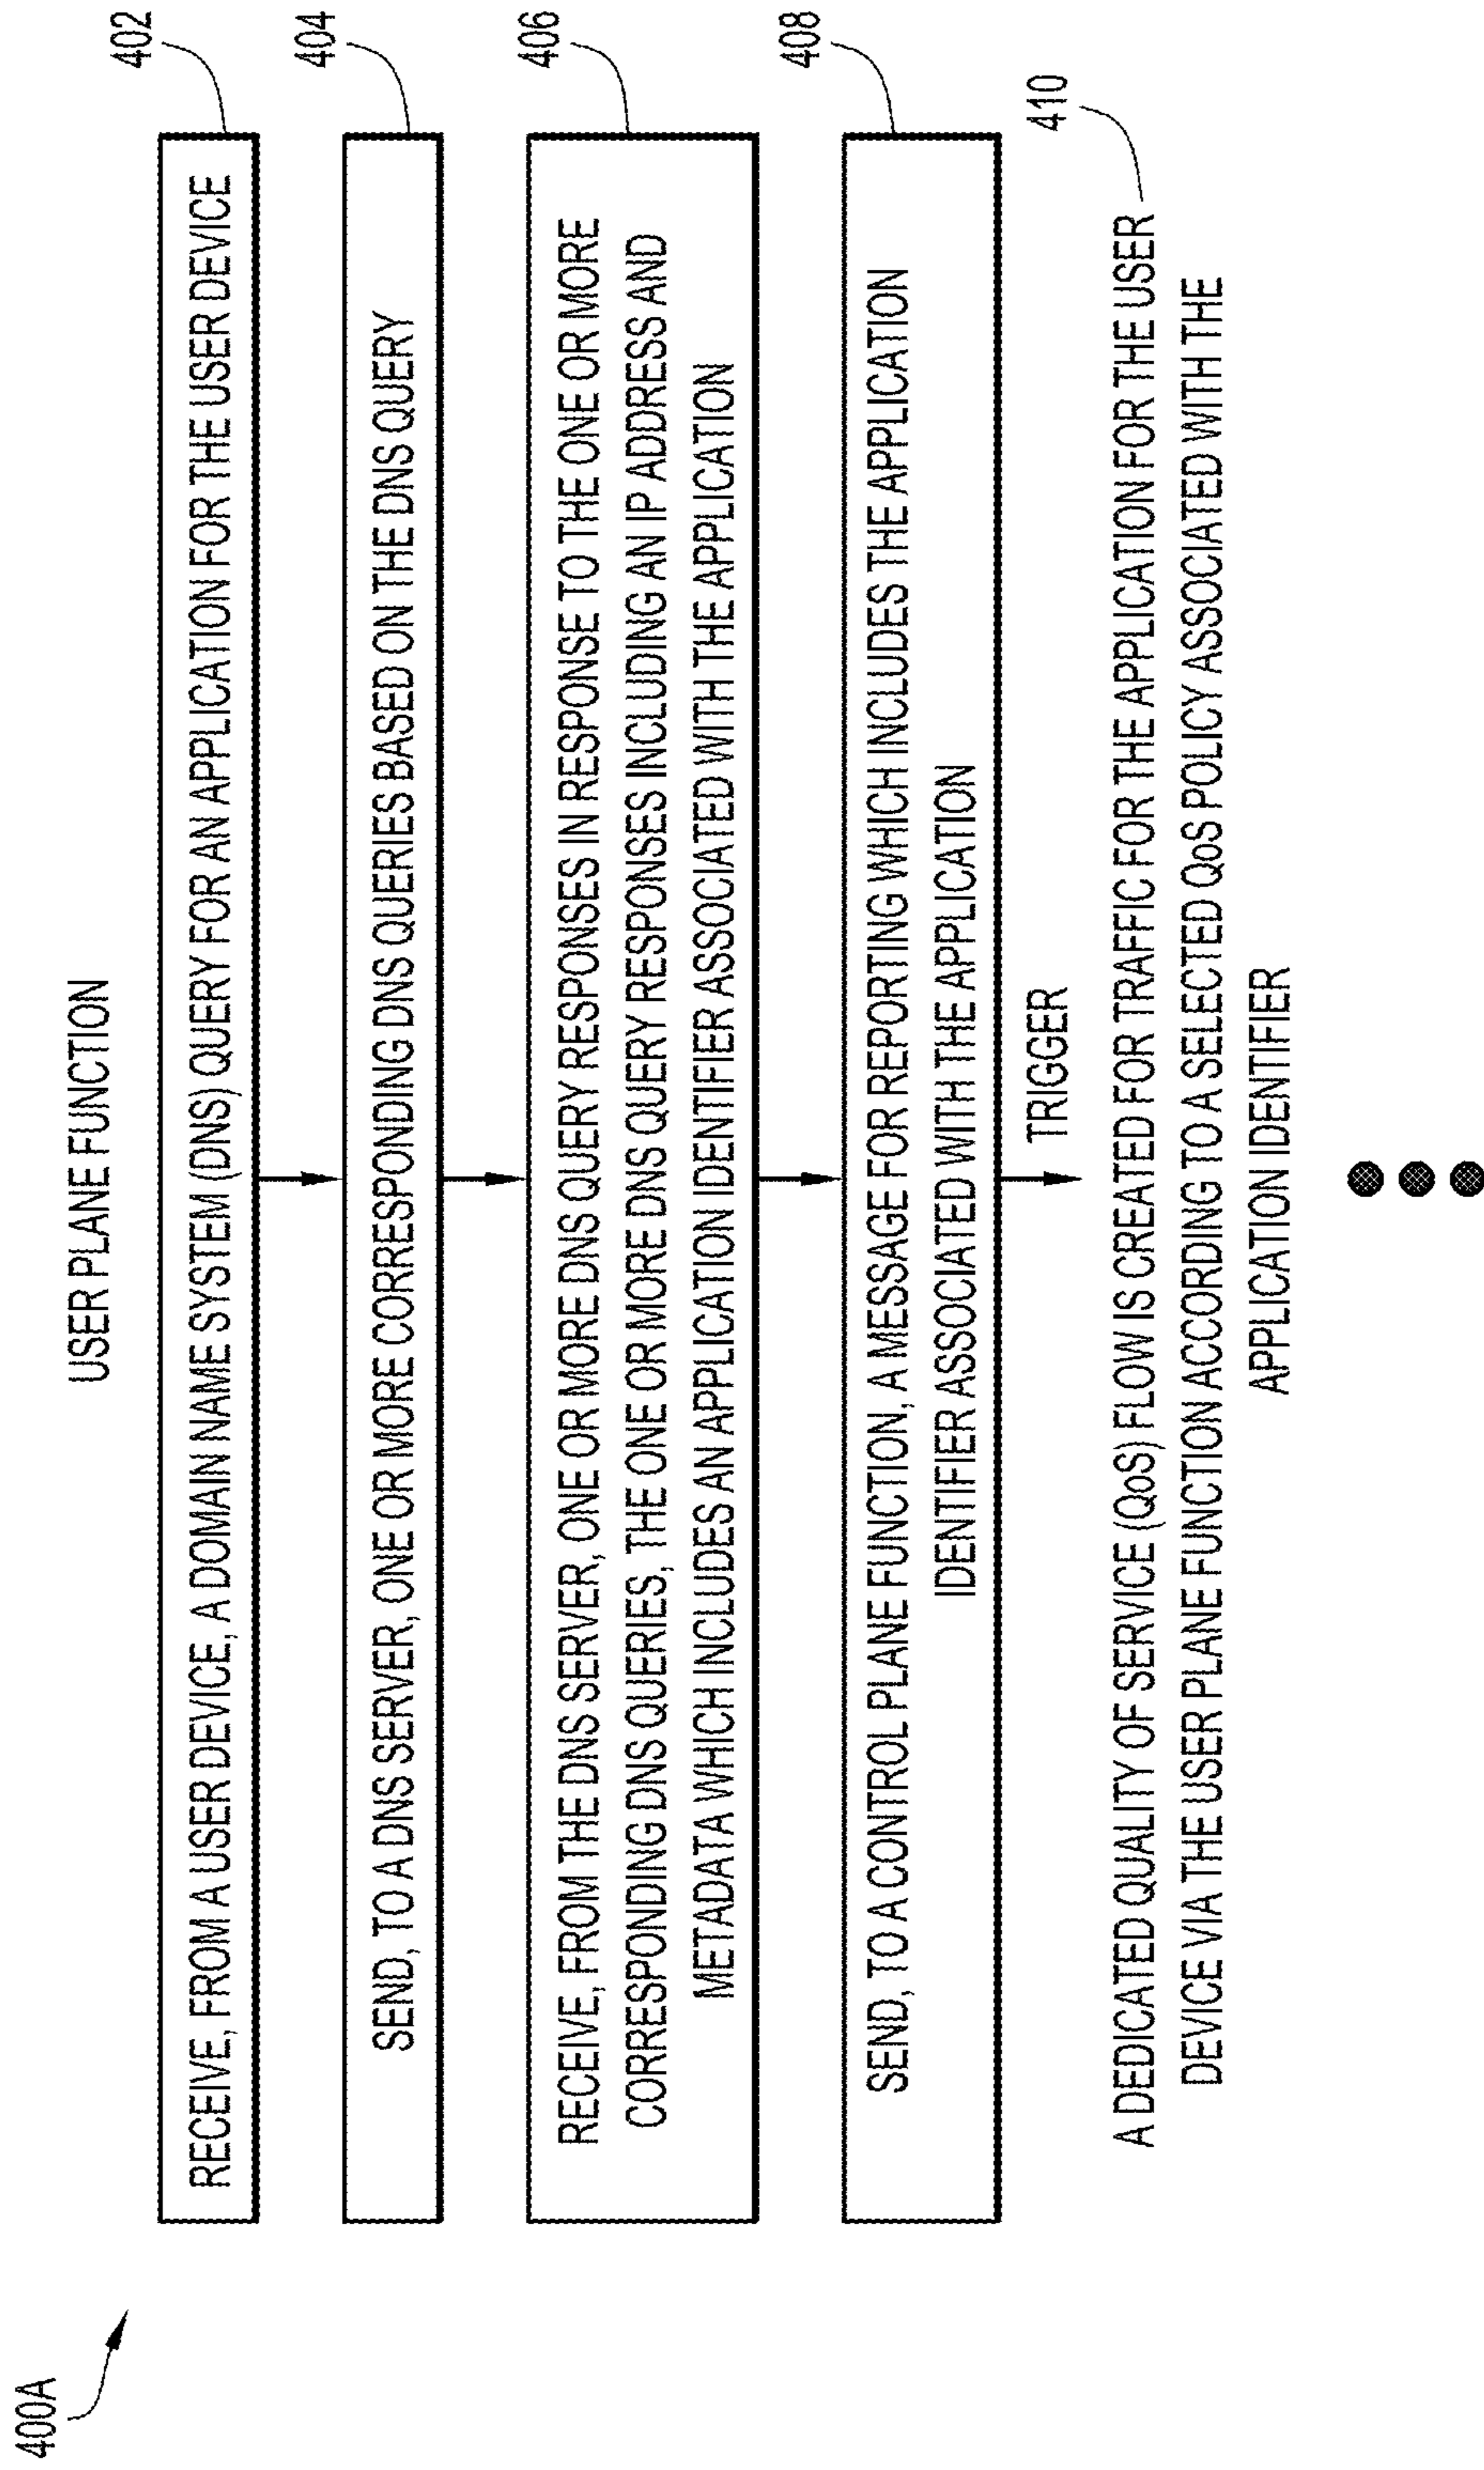 400A
USER PLANE FUNCTION
RECEIVE, FROM A USER DEVICE, A DOMAIN NAME SYSTEM (DNS) QUERY FOR AN APPLICATION FOR THE USER DEVICE
402
SEND, TO A DNS SERVER, ONE OR MORE CORRESPONDING DNS QUERIES BASED ON THE DNS QUERY
404
RECEIVE, FROM THE DNS SERVER, ONE OR MORE DNS QUERY RESPONSES IN RESPONSE TO THE ONE OR MORE
CORRESPONDING DNS QUERIES, THE ONE OR MORE DNS QUERY RESPONSES INCLUDING AN IP ADDRESS AND
METADATA WHICH INCLUDES AN APPLICATION IDENTIFIER ASSOCIATED WITH THE APPLICATION
406
SEND, TO A CONTROL PLANE FUNCTION, A MESSAGE FOR REPORTING WHICH INCLUDES THE APPLICATION
IDENTIFIER ASSOCIATED WITH THE APPLICATION
408
TRIGGER
A DEDICATED QUALITY OF SERVICE (QoS) FLOW IS CREATED FOR TRAFFIC FOR THE APPLICATION FOR THE USER
DEVICE VIA THE USER PLANE FUNCTION ACCORDING TO A SELECTED QoS POLICY ASSOCIATED WITH THE
APPLICATION IDENTIFIER
410